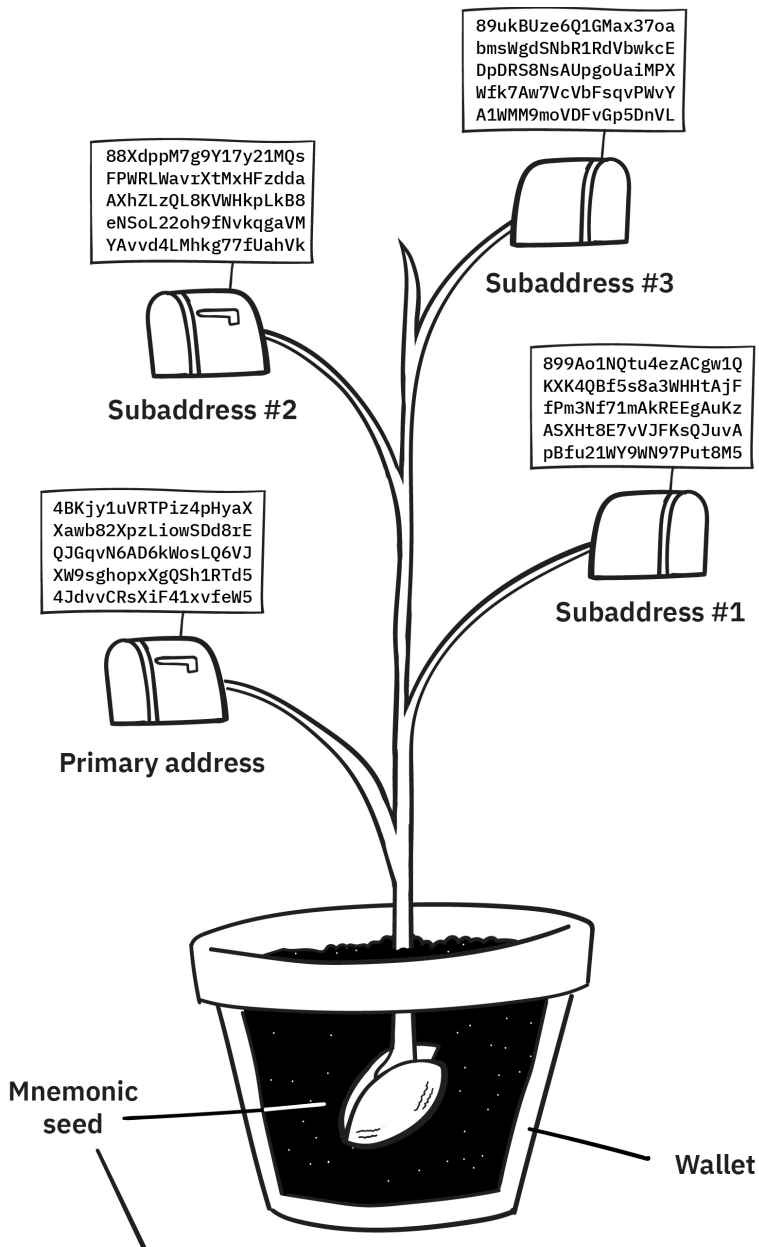 89ukBUze6Q1GMax37oa
bmsWgdSNbR1RdVbwkcE
DpDRS8NsAUpgoUaiMPX
Wfk7Aw7VcVbFsqvPWvY
A1WMM9moVDFvGp5DnVL
Subaddress #3
88XdppM7g9Y17y21MQs
FPWRLWavrXtMxHFzdda
AXhZLzQL8KVWHkpLkB8
eNSoL22oh9fNvkqgaVM
YAvvd4LMhkg77fUahVk
Subaddress #2
899Ao1NQtu4ezACgw1Q
KXK4QBf5s8a3WHHtAjF
fPm3Nf71mAkREEgAuKz
ASXHt8E7vVJFKsQJuvA
pBfu21WY9WN97Put8M5
Subaddress #1
4BKjy1uVRTPiz4pHyaX
Xawb82XpzLiowSDd8rE
QJGqvN6AD6kWosLQ6VJ
XW9sghopxXgQSh1RTd5
4JdvvCRsXiF41xvfeW5
Primary address
Mnemonic
seed
Wallet